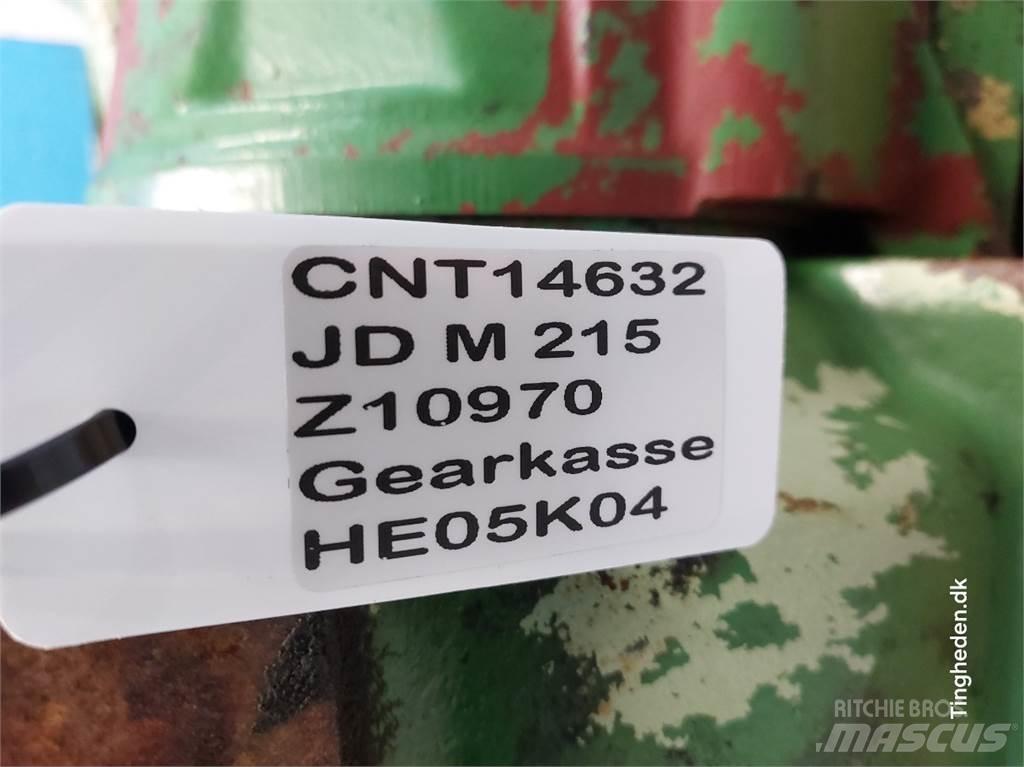 CNT14632
JD M 215
Z10970
Gearkasse
HE05K04
Tingheden.dk
RITCHIE BROS
MASCUS